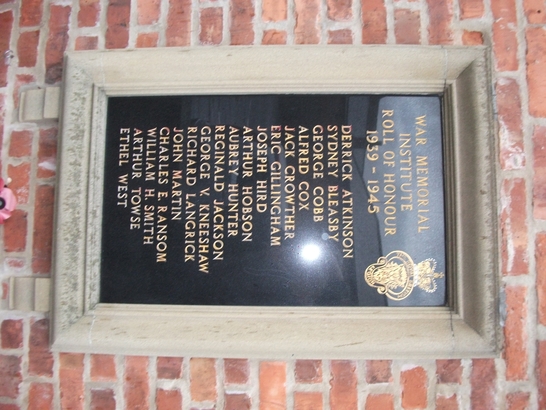 WAR MEMORIAL
INSTITUTE
ROLL OF HONOUR
1939 - 1945
DERRICK ATKINSON
SYDNEY BLEARBY
GEORGE COBB
ALFRED COX
JACK CROWTHER
ERIC GILLINGHAM
JOSEPH HIRD
ARTHUR HOBSON
AUBREY HUNTER
REGINALD JACKSON
GEORGE V. KNEESHAW
RICHARD LANGRICK
JOHN MARTIN
CHARLES E. RANSOM
WILLIAM H. SMITH
ARTHUR TOWSE
ETHEL WEST